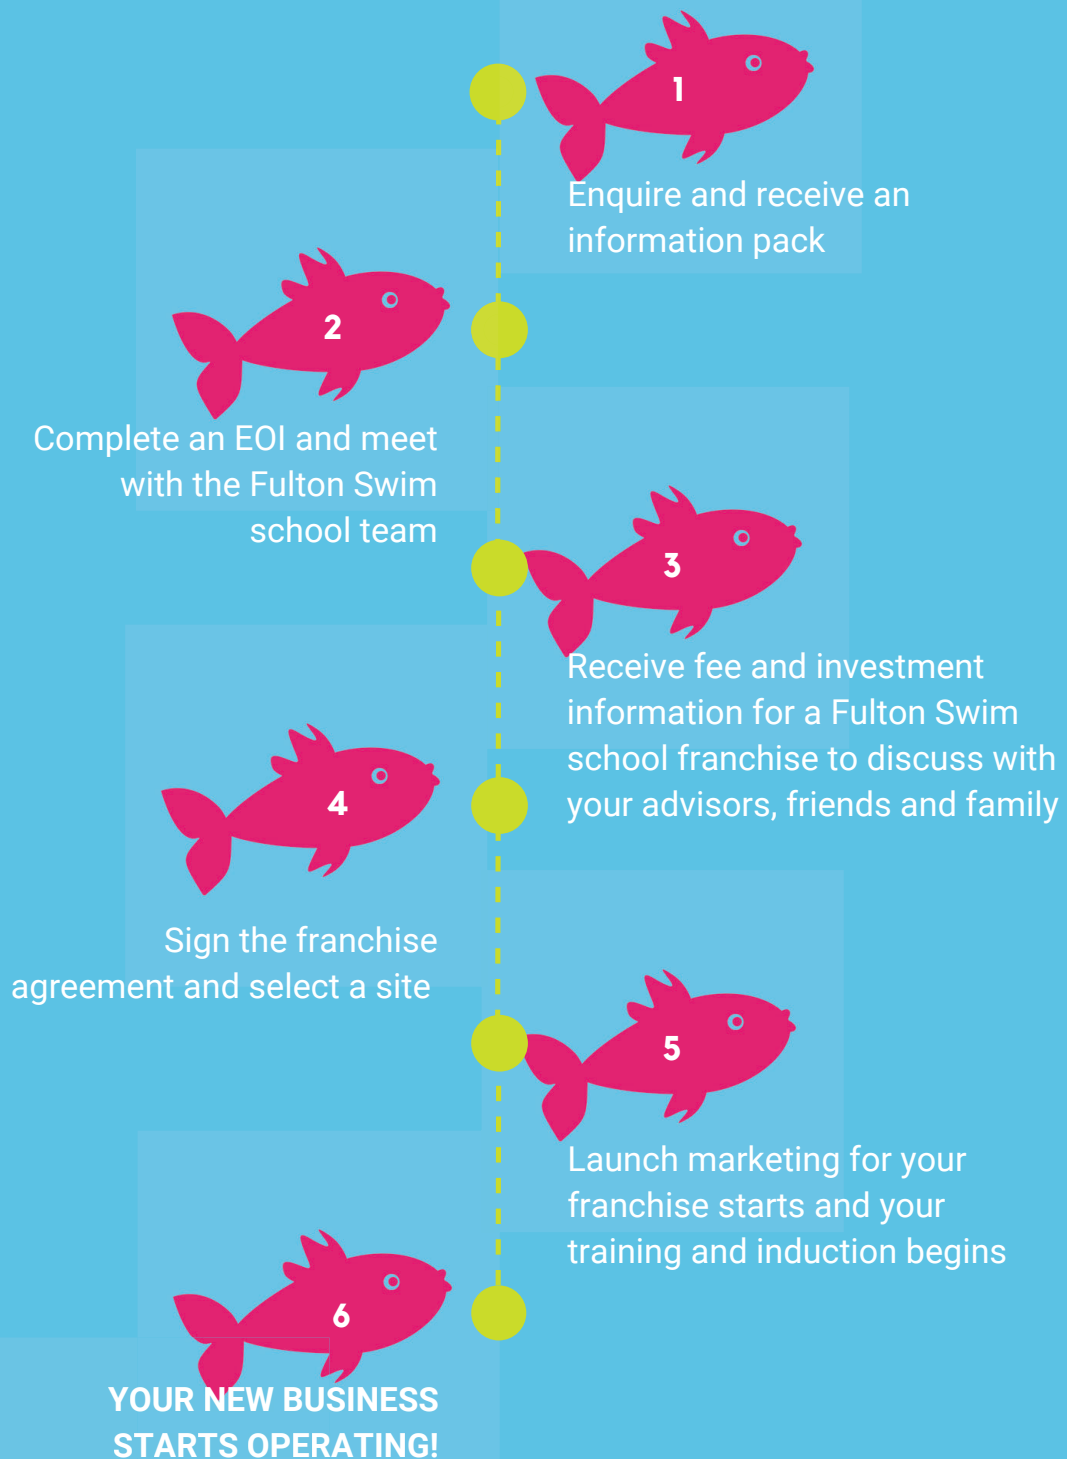 1
Enquire and receive an
information pack
2
Complete an EOI and meet
with the Fulton Swim
school team
3
Receive fee and investment
information for a Fulton Swim
school franchise to discuss with
your advisors, friends and family
4
Sign the franchise
agreement and select a site
5
Launch marketing for your
franchise starts and your
training and induction begins
6
YOUR NEW BUSINESS
STARTS OPERATING!